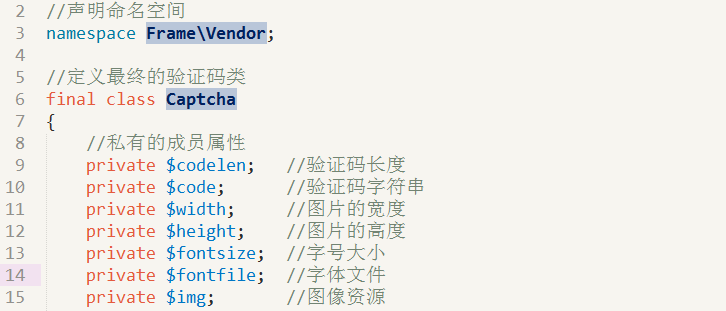 2 //声明命名空间
3 namespace Frame\Vendor;
4
5 //定义最终的验证码类
6 final class Captcha
7 {
8     //私有的成员属性
9     private $codelen;   //验证码长度
10     private $code;      //验证码字符串
11     private $width;     //图片的宽度
12     private $height;    //图片的高度
13     private $fontsize;  //字号大小
14     private $fontfile;  //字体文件
15     private $img;       //图像资源